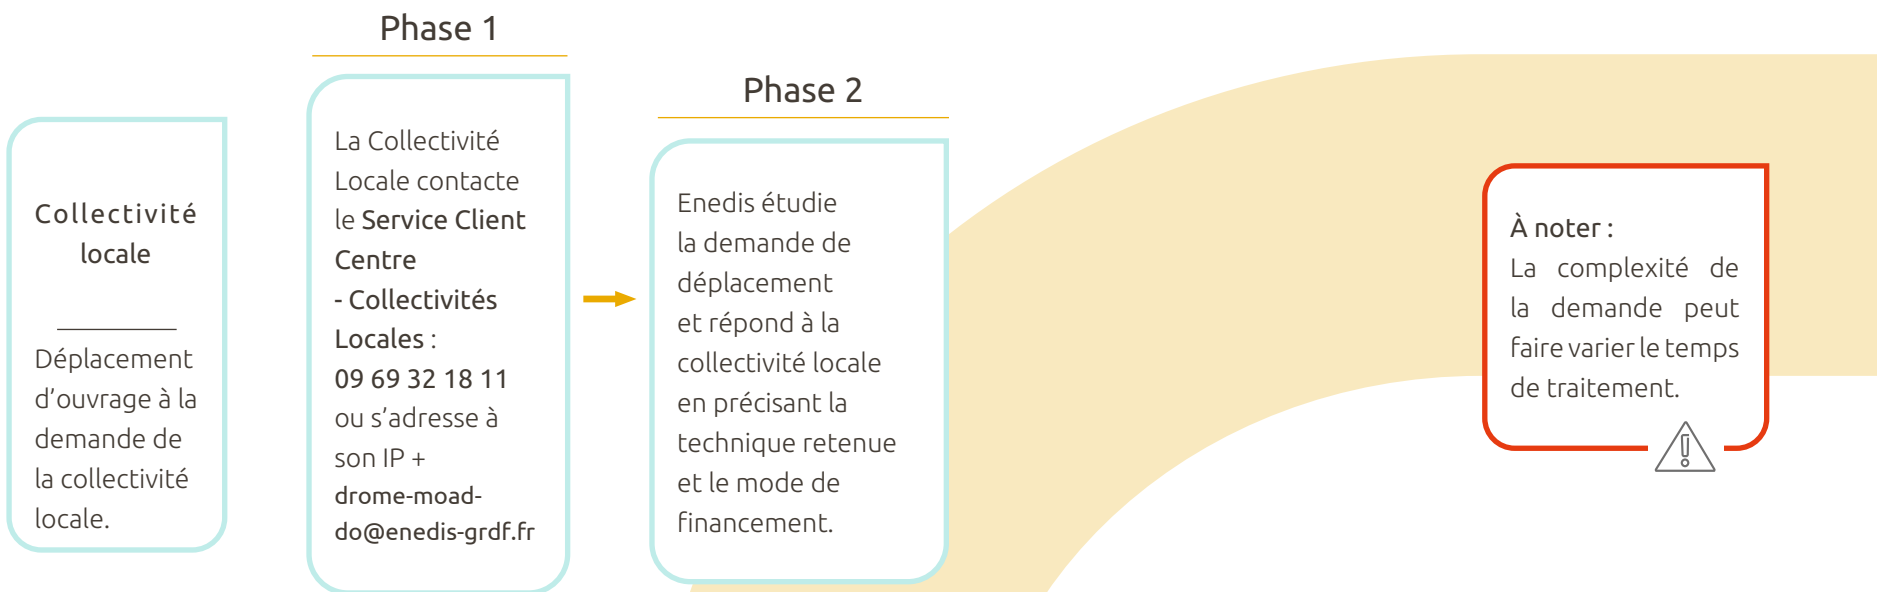 Collectivité
locale
Déplacement
d'ouvrage à la
demande de
la collectivité
locale.
Phase 1
La Collectivité
Locale contacte
le Service Client
Centre
- Collectivités
Locales :
09 69 32 18 11
ou s'adresse à
son IP +
drome-moad-
do@enedis-grdf.fr
Phase 2
Enedis étudie
la demande de
déplacement
et répond à la
collectivité locale
en précisant la
technique retenue
et le mode de
financement.
À noter :
La complexité de
la demande peut
faire varier le temps
de traitement.